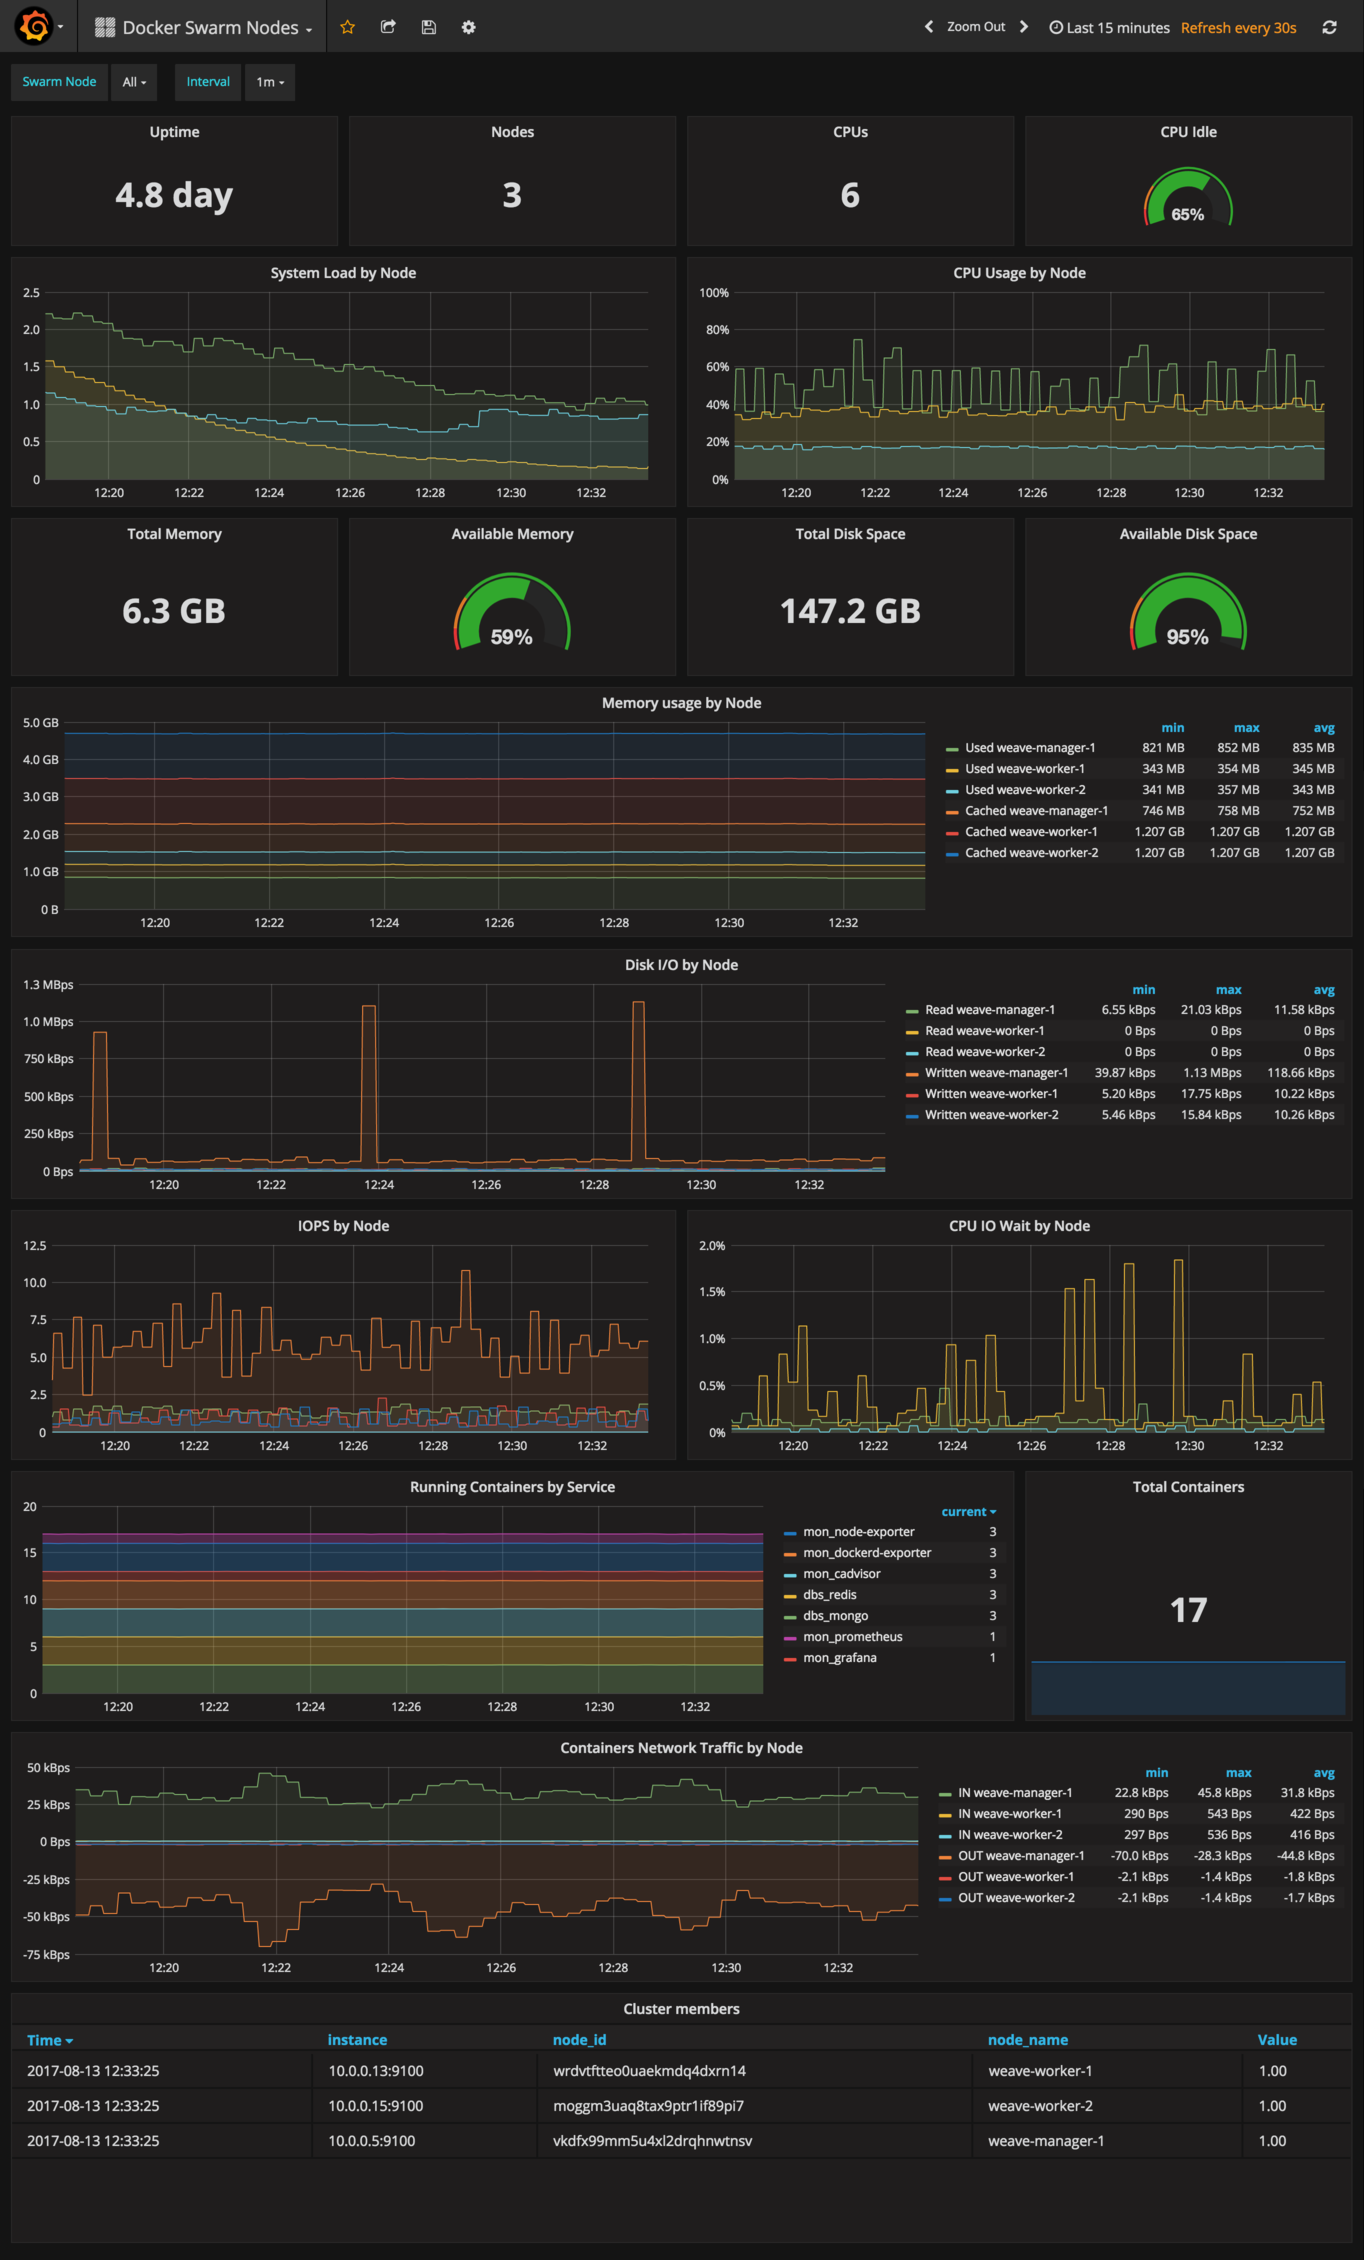 Docker Swarm Nodes
Zoom Out
Last 15 minutes
Refresh every 30s
Swarm Node
All
Interval
1m
Uptime
4.8 day
Nodes
3
CPUs
6
CPU Idle
65%
System Load by Node
2.5
2.0
1.5
1.0
0.5
0
12:20 12:22 12:24 12:26 12:28 12:30 12:32
CPU Usage by Node
100%
80%
60%
40%
20%
0%
12:20 12:22 12:24 12:26 12:28 12:30 12:32
Total Memory
6.3 GB
Available Memory
59%
Total Disk Space
147.2 GB
Available Disk Space
95%
Memory usage by Node
5.0 GB
4.0 GB
3.0 GB
2.0 GB
1.0 GB
0 B
12:20 12:22 12:24 12:26 12:28 12:30 12:32
min max avg
Used weave-manager-1 821 MB 852 MB 835 MB
Used weave-worker-1 343 MB 354 MB 345 MB
Used weave-worker-2 341 MB 357 MB 343 MB
Cached weave-manager-1 746 MB 758 MB 752 MB
Cached weave-worker-1 1.207 GB 1.207 GB 1.207 GB
Cached weave-worker-2 1.207 GB 1.207 GB 1.207 GB
Disk I/O by Node
1.3 MBps
1.0 MBps
750 kBps
500 kBps
250 kBps
0 Bps
12:20 12:22 12:24 12:26 12:28 12:30 12:32
min max avg
Read weave-manager-1 6.55 kBps 21.03 kBps 11.58 kBps
Read weave-worker-1 0 Bps 0 Bps 0 Bps
Read weave-worker-2 0 Bps 0 Bps 0 Bps
Written weave-manager-1 39.87 kBps 1.13 MBps 118.66 kBps
Written weave-worker-1 5.20 kBps 17.75 kBps 10.22 kBps
Written weave-worker-2 5.46 kBps 15.84 kBps 10.26 kBps
IOPS by Node
12.5
10.0
7.5
5.0
2.5
0
12:20 12:22 12:24 12:26 12:28 12:30 12:32
CPU IO Wait by Node
2.0%
1.5%
1.0%
0.5%
0%
12:20 12:22 12:24 12:26 12:28 12:30 12:32
Running Containers by Service
20
15
10
5
0
12:20 12:22 12:24 12:26 12:28 12:30 12:32
current
mon_node-exporter 3
mon_dockerd-exporter 3
mon_cadvisor 3
dbs_redis 3
dbs_mongo 3
mon_prometheus 1
mon_grafana 1
Total Containers
17
Containers Network Traffic by Node
50 kBps
25 kBps
0 Bps
-25 kBps
-50 kBps
-75 kBps
12:20 12:22 12:24 12:26 12:28 12:30 12:32
min max avg
IN weave-manager-1 22.8 kBps 45.8 kBps 31.8 kBps
IN weave-worker-1 290 Bps 543 Bps 422 Bps
IN weave-worker-2 297 Bps 536 Bps 416 Bps
OUT weave-manager-1 -70.0 kBps -28.3 kBps -44.8 kBps
OUT weave-worker-1 -2.1 kBps -1.4 kBps -1.8 kBps
OUT weave-worker-2 -2.1 kBps -1.4 kBps -1.7 kBps
Cluster members
Time instance node_id node_name Value
2017-08-13 12:33:25 10.0.0.13:9100 wrdvtftteo0uaekmdq4dxrn14 weave-worker-1 1.00
2017-08-13 12:33:25 10.0.0.15:9100 moggm3uaq8tax9ptr1if89pi7 weave-worker-2 1.00
2017-08-13 12:33:25 10.0.0.5:9100 vkdfx99mm5u4xl2drqhnwtnsv weave-manager-1 1.00